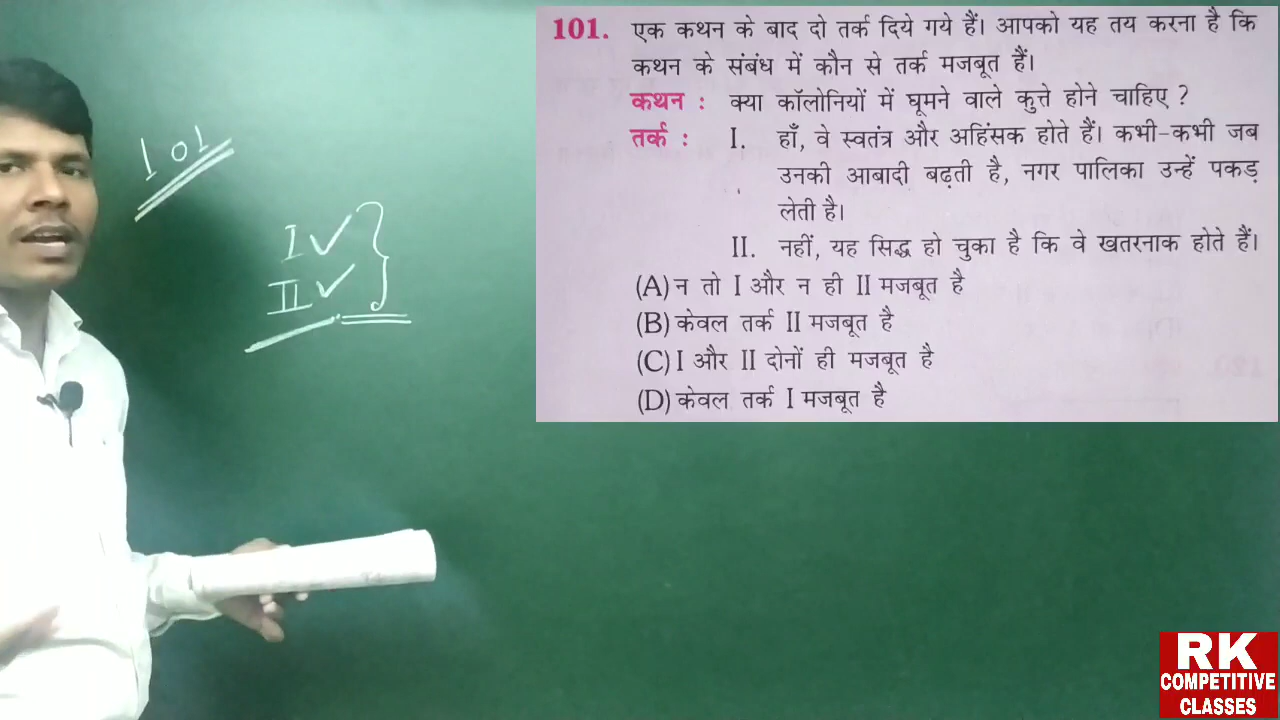 101. एक कथन के बाद दो तर्क दिये गये हैं। आपको यह तय करना है कि
कथन के संबंध में कौन से तर्क मजबूत हैं।
कथन : क्या कॉलोनियों में घूमने वाले कुत्ते होने चाहिए ?
तर्क : I. हाँ, वे स्वतंत्र और अहिंसक होते हैं। कभी-कभी जब
उनकी आबादी बढ़ती है, नगर पालिका उन्हें पकड़
लेती है।
II. नहीं, यह सिद्ध हो चुका है कि वे खतरनाक होते हैं।
(A) न तो I और न ही II मजबूत है
(B) केवल तर्क II मजबूत है
(C) I और II दोनों ही मजबूत है
(D) केवल तर्क I मजबूत है
101
I ✓
II ✓
RK
COMPETITIVE
CLASSES